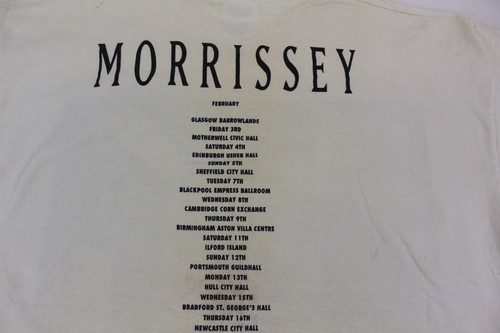 MORRISSEY
FEBRUARY
GLASGOW BARROWLANDS
FRIDAY 3RD
MOTHERWELL CIVIC HALL
SATURDAY 4TH
EDINBURGH USHER HALL
SUNDAY 5TH
SHEFFIELD CITY HALL
TUESDAY 7TH
BLACKPOOL EMPRESS BALLROOM
WEDNESDAY 8TH
CAMBRIDGE CORN EXCHANGE
THURSDAY 9TH
BIRMINGHAM ASTON VILLA CENTRE
SATURDAY 11TH
ILFORD ISLAND
SUNDAY 12TH
PORTSMOUTH GUILDHALL
MONDAY 13TH
HULL CITY HALL
WEDNESDAY 15TH
BRADFORD ST. GEORGE'S HALL
THURSDAY 16TH
NEWCASTLE CITY HALL